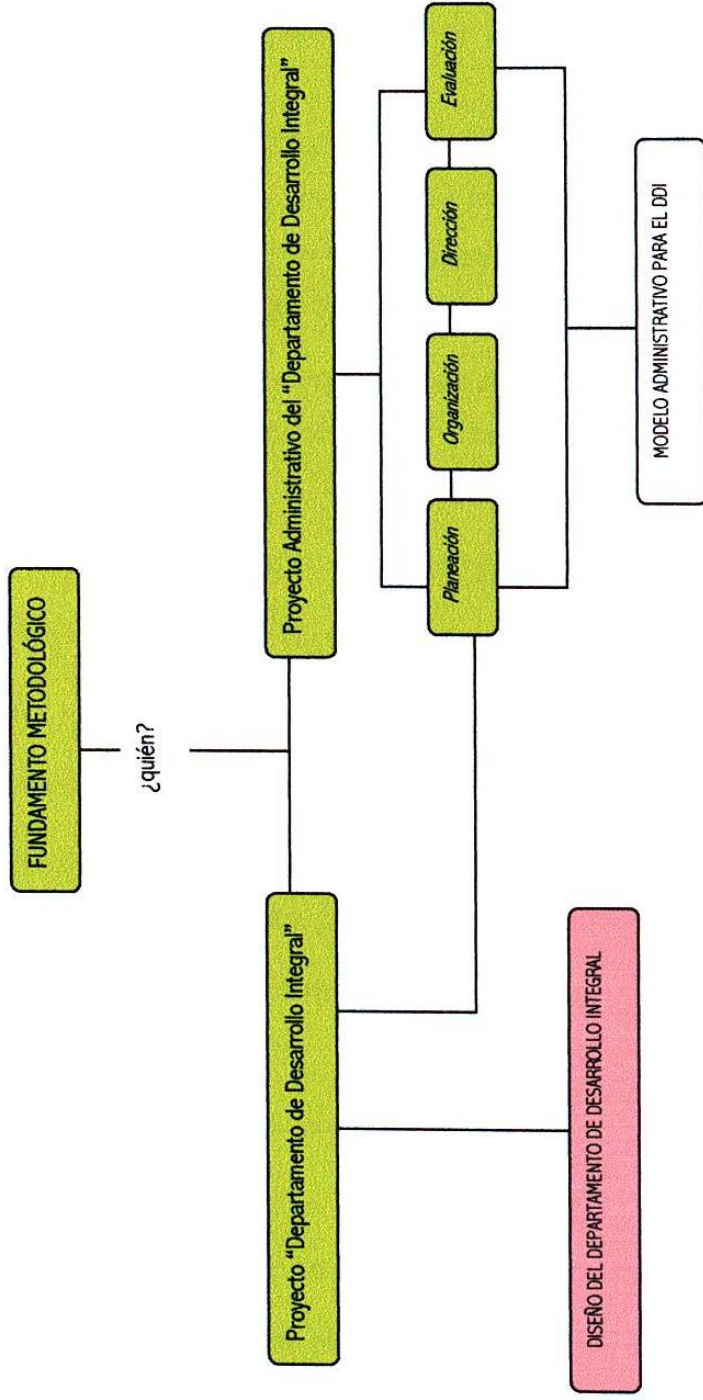 FUNDAMENTO METODOLÓGICO
¿quién?
Proyecto “Departamento de Desarrollo Integral”
Proyecto Administrativo del “Departamento de Desarrollo Integral”
Planeación
Organización
Dirección
Evaluación
DISEÑO DEL DEPARTAMENTO DE DESARROLLO INTEGRAL
MODELO ADMINISTRATIVO PARA EL DDI